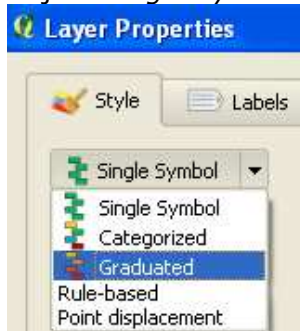 Layer Properties
Style
Labels
Single Symbol
Single Symbol
Categorized
Graduated
Rule-based
Point displacement